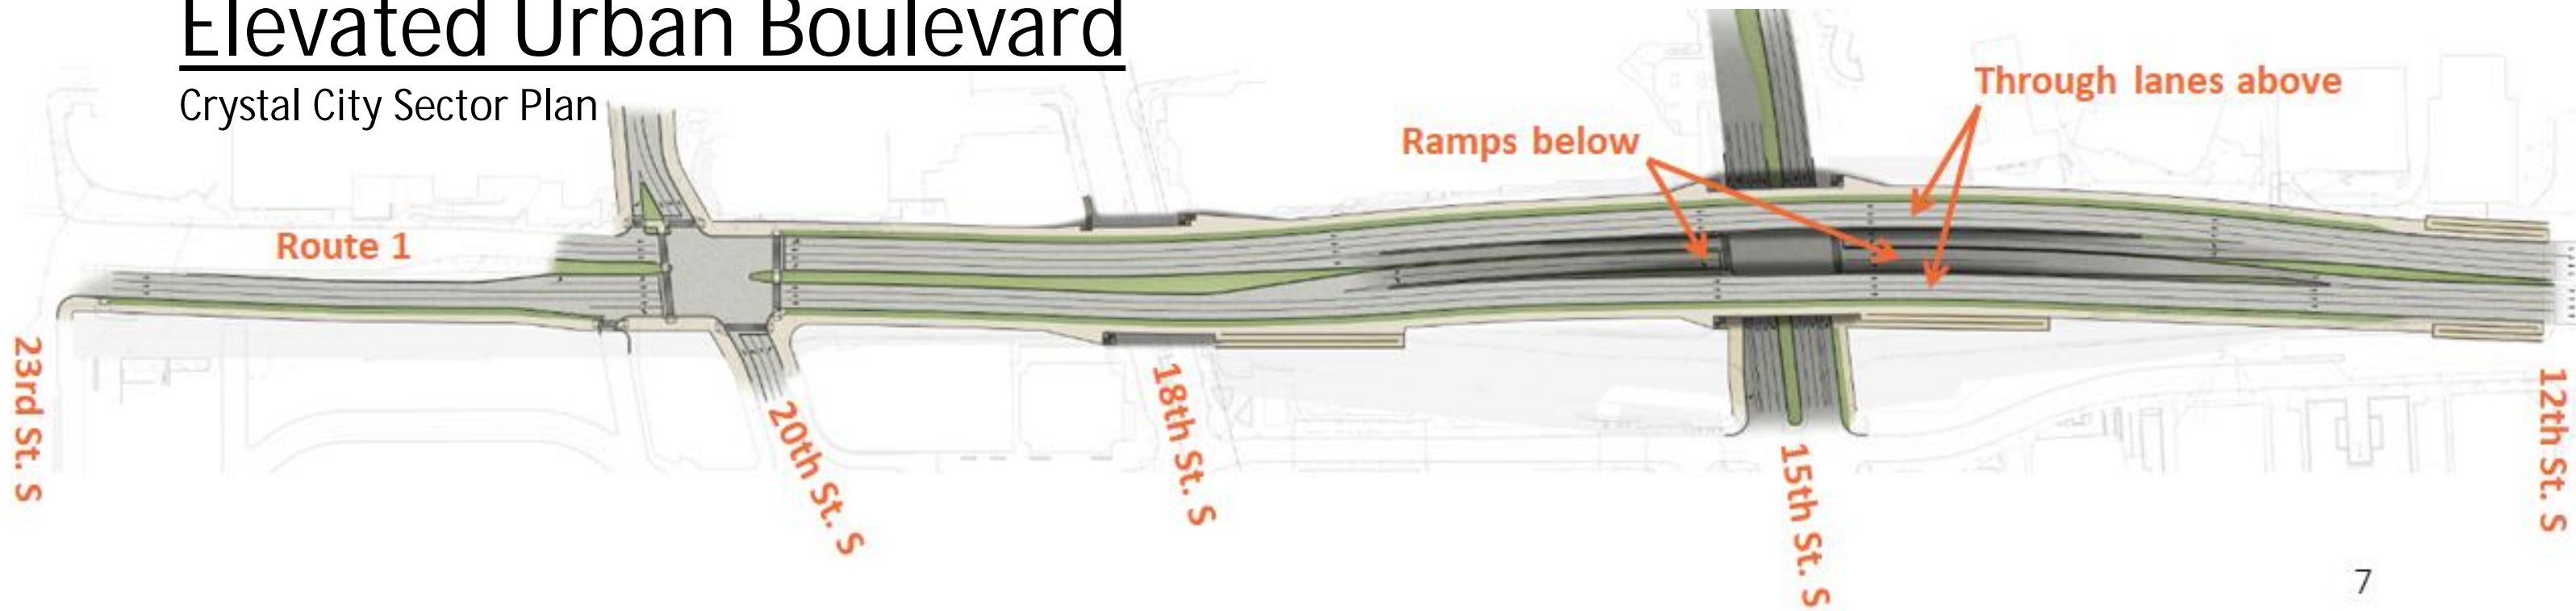 Elevated Urban Boulevard
Crystal City Sector Plan
Through lanes above
Ramps below
Route 1
23rd St. S
20th St. S
18th St. S
15th St. S
12th St. S
7